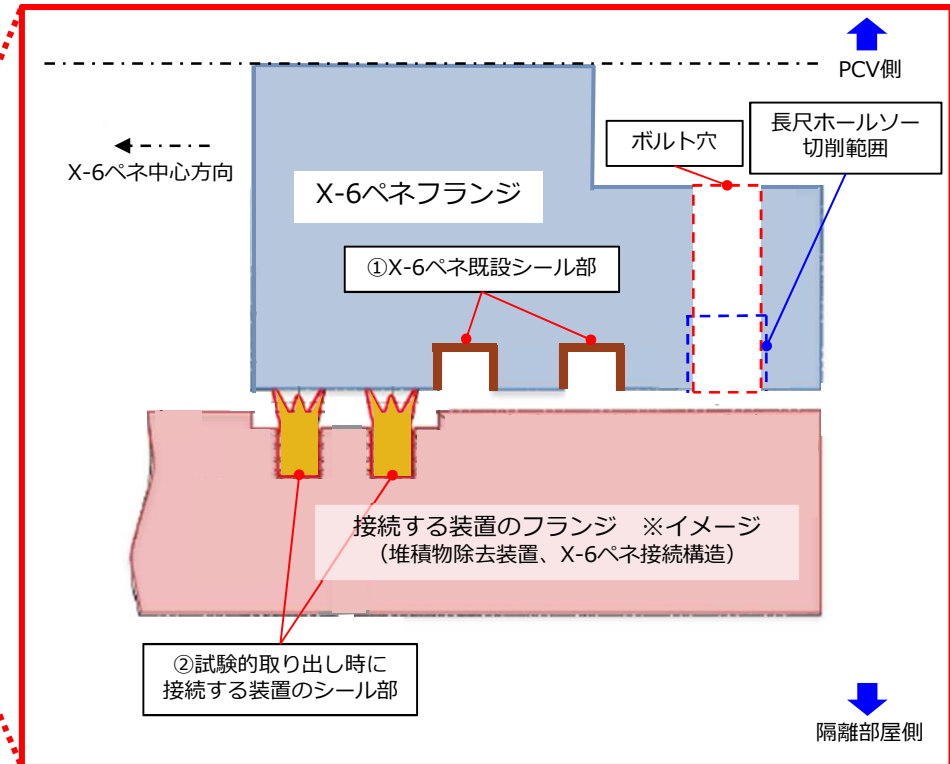 PCV側
X-6ペネ中心方向
ボルト穴
長尺ホールソー
切削範囲
X-6ペネフランジ
①X-6ペネ既設シール部
接続する装置のフランジ　※イメージ
（堆積物除去装置、X-6ペネ接続構造）
②試験的取り出し時に
接続する装置のシール部
隔離部屋側